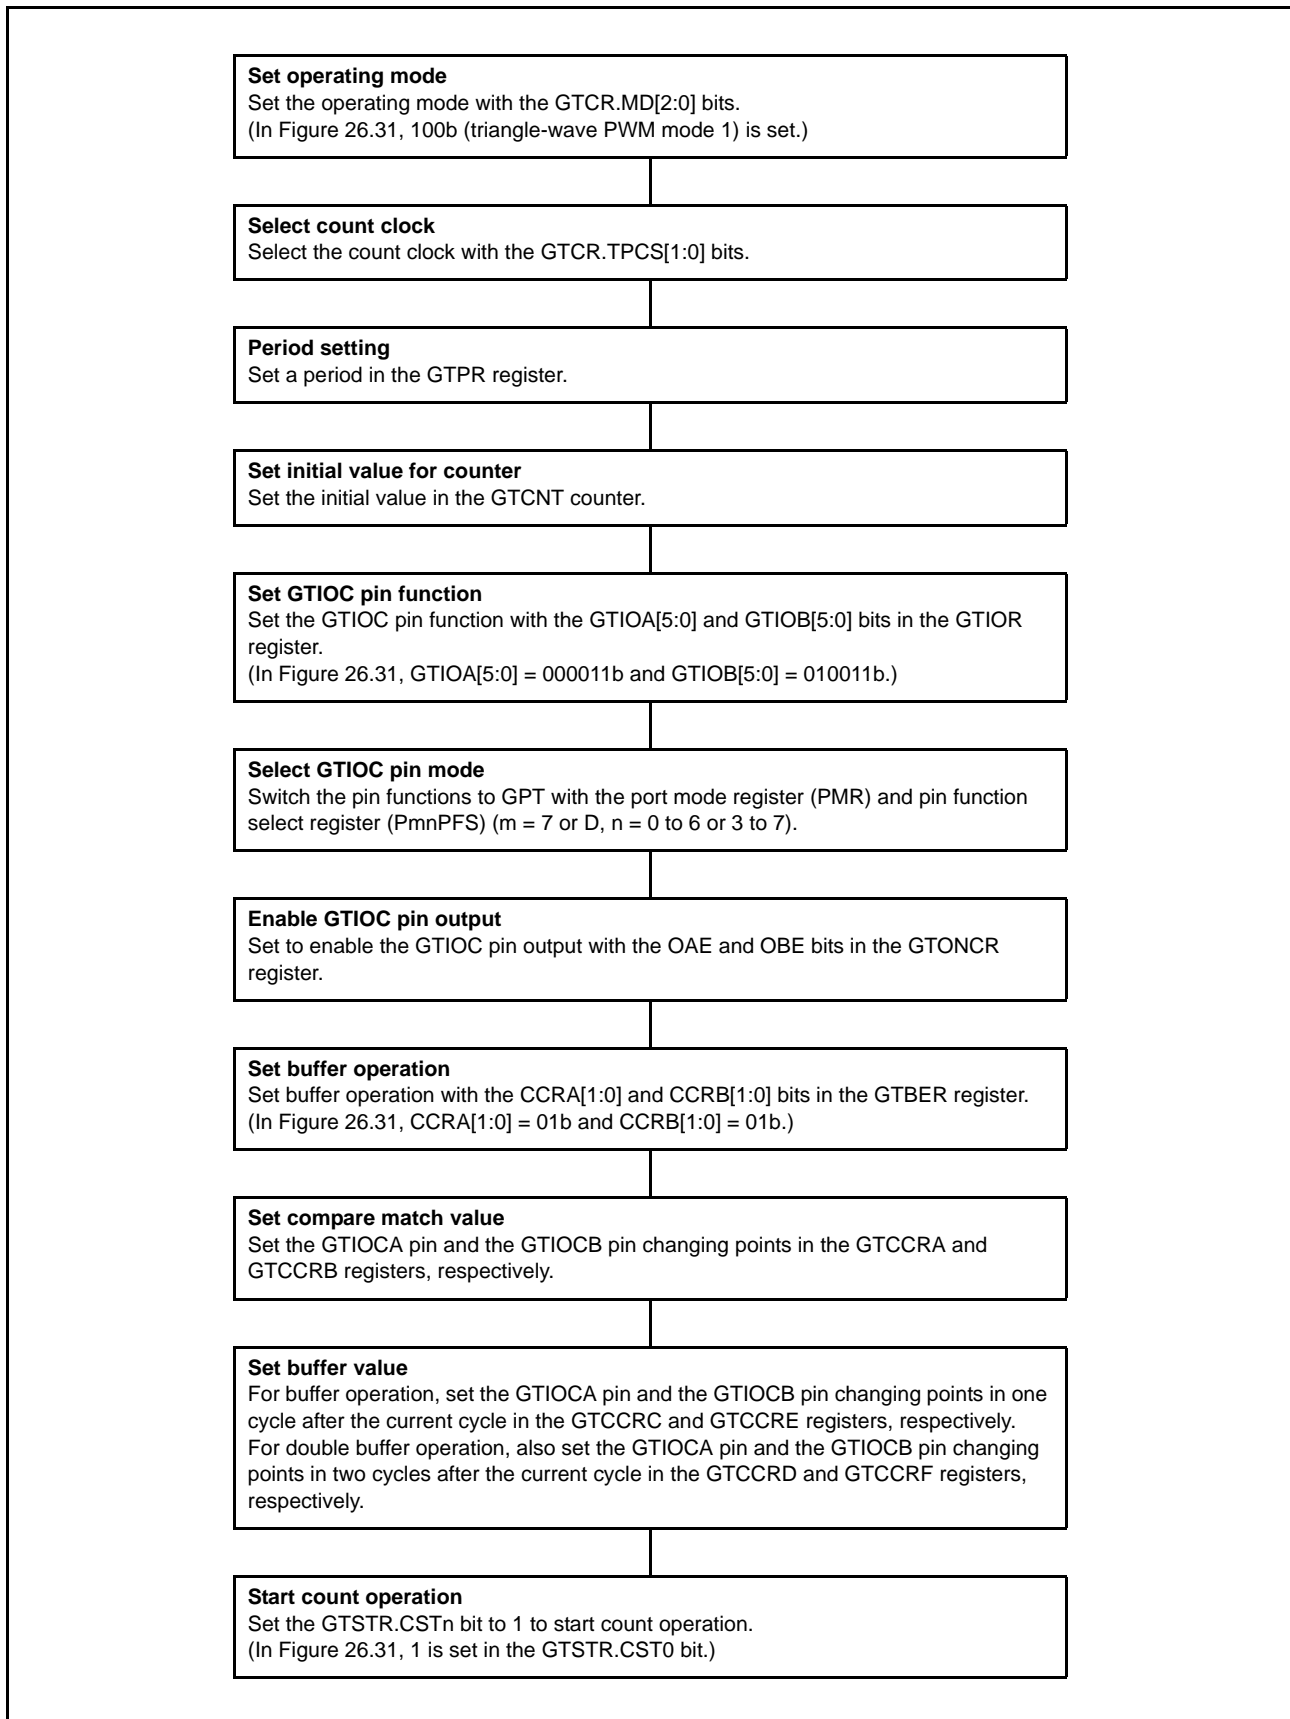 Set operating mode
Set the operating mode with the GTCR.MD[2:0] bits.
(In Figure 26.31, 100b (triangle-wave PWM mode 1) is set.)
Select count clock
Select the count clock with the GTCR.TPCS[1:0] bits.
Period setting
Set a period in the GTPR register.
Set initial value for counter
Set the initial value in the GTCNT counter.
Set GTIOC pin function
Set the GTIOC pin function with the GTIOA[5:0] and GTIOB[5:0] bits in the GTIOR
register.
(In Figure 26.31, GTIOA[5:0] = 000011b and GTIOB[5:0] = 010011b.)
Select GTIOC pin mode
Switch the pin functions to GPT with the port mode register (PMR) and pin function
select register (PmnPFS) (m = 7 or D, n = 0 to 6 or 3 to 7).
Enable GTIOC pin output
Set to enable the GTIOC pin output with the OAE and OBE bits in the GTONCR
register.
Set buffer operation
Set buffer operation with the CCRA[1:0] and CCRB[1:0] bits in the GTBER register.
(In Figure 26.31, CCRA[1:0] = 01b and CCRB[1:0] = 01b.)
Set compare match value
Set the GTIOCA pin and the GTIOCB pin changing points in the GTCCRA and
GTCCRB registers, respectively.
Set buffer value
For buffer operation, set the GTIOCA pin and the GTIOCB pin changing points in one
cycle after the current cycle in the GTCCRC and GTCCRE registers, respectively.
For double buffer operation, also set the GTIOCA pin and the GTIOCB pin changing
points in two cycles after the current cycle in the GTCCRD and GTCCRF registers,
respectively.
Start count operation
Set the GTSTR.CSTn bit to 1 to start count operation.
(In Figure 26.31, 1 is set in the GTSTR.CST0 bit.)